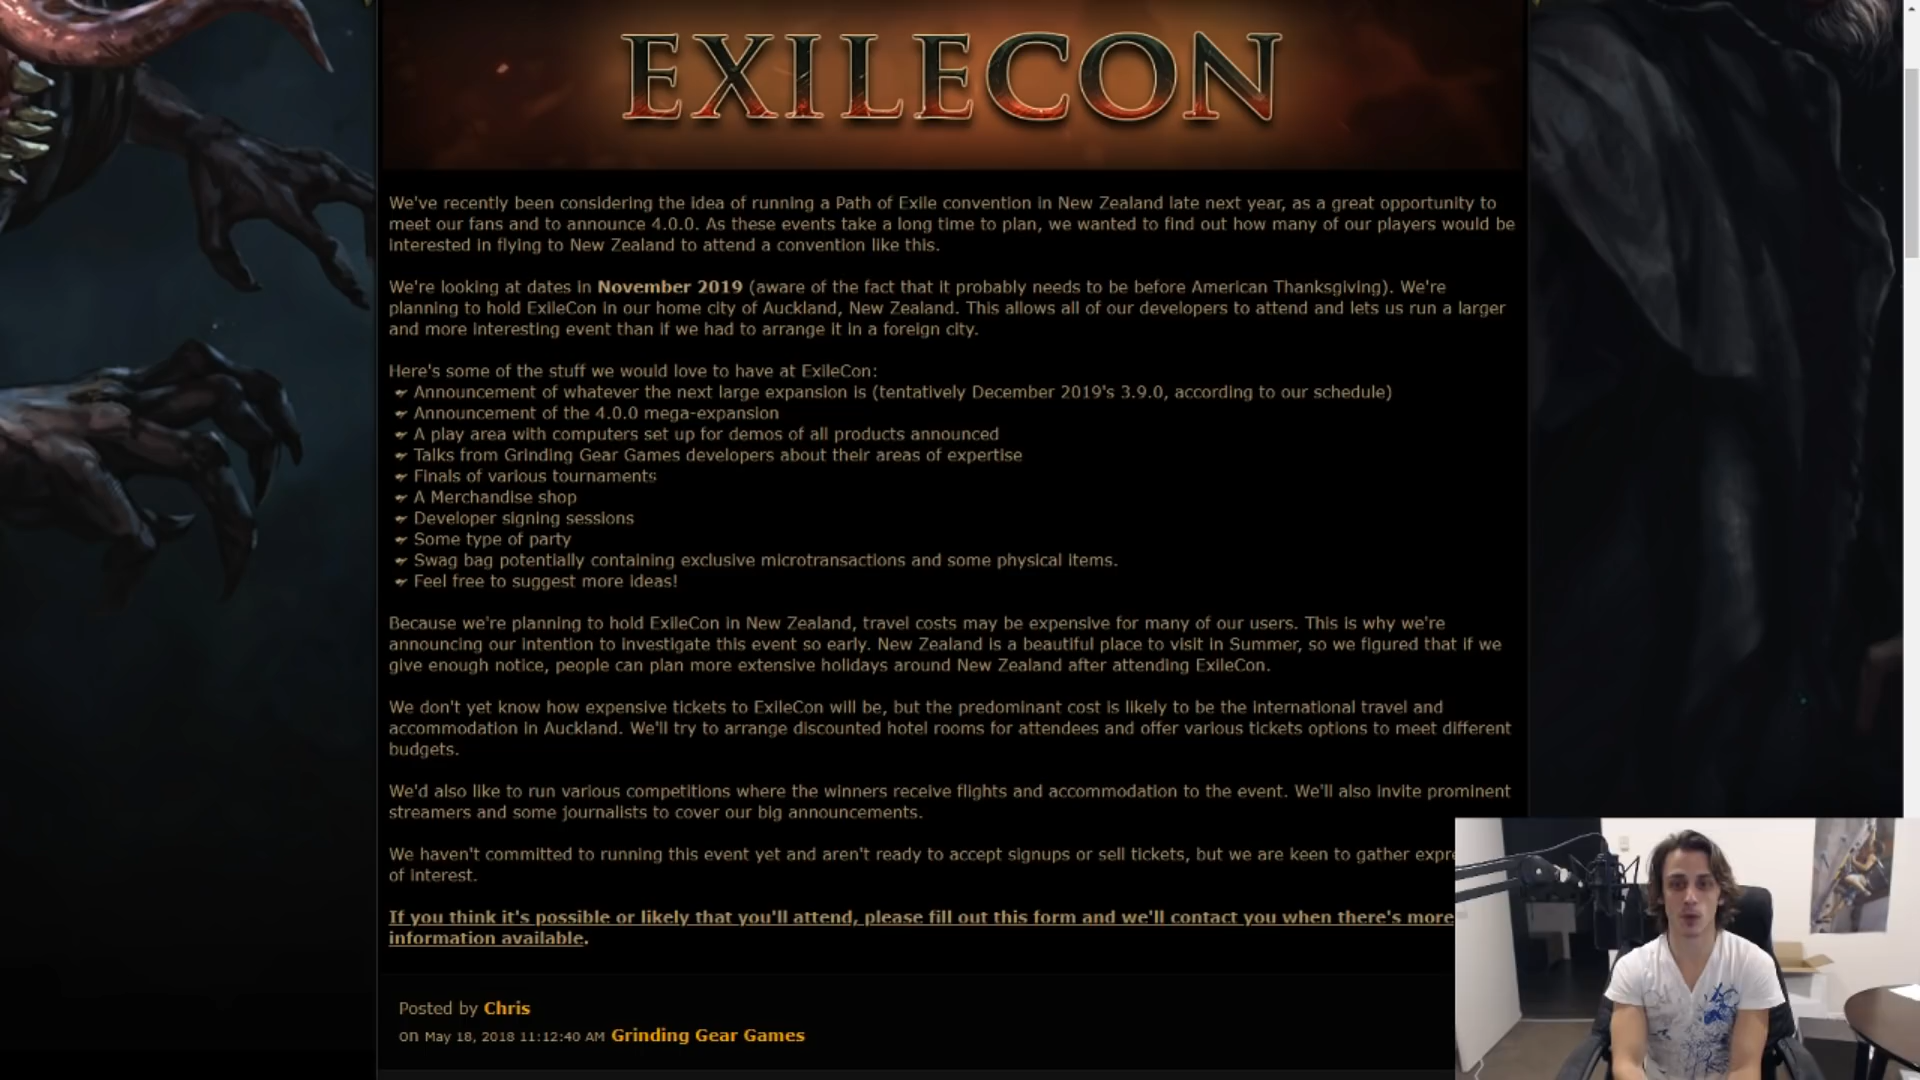 EXILECON
We've recently been considering the idea of running a Path of Exile convention in New Zealand late next year, as a great opportunity to
meet our fans and to announce 4.0.0. As these events take a long time to plan, we wanted to find out how many of our players would be
interested in flying to New Zealand to attend a convention like this.
We're looking at dates in November 2019 (aware of the fact that it probably needs to be before American Thanksgiving). We're
planning to hold ExileCon in our home city of Auckland, New Zealand. This allows all of our developers to attend and lets us run a larger
and more interesting event than if we had to arrange it in a foreign city.
Here's some of the stuff we would love to have at ExileCon:
Announcement of whatever the next large expansion is (tentatively December 2019's 3.9.0, according to our schedule)
Announcement of the 4.0.0 mega-expansion
A play area with computers set up for demos of all products announced
Talks from Grinding Gear Games developers about their areas of expertise
Finals of various tournaments
A Merchandise shop
Developer signing sessions
Some type of party
Swag bag potentially containing exclusive microtransactions and some physical items.
Feel free to suggest more ideas!
Because we're planning to hold ExileCon in New Zealand, travel costs may be expensive for many of our users. This is why we're
announcing our intention to investigate this event so early. New Zealand is a beautiful place to visit in Summer, so we figured that if we
give enough notice, people can plan more extensive holidays around New Zealand after attending ExileCon.
We don't yet know how expensive tickets to ExileCon will be, but the predominant cost is likely to be the international travel and
accommodation in Auckland. We'll try to arrange discounted hotel rooms for attendees and offer various tickets options to meet different
budgets.
We'd also like to run various competitions where the winners receive flights and accommodation to the event. We'll also invite prominent
streamers and some journalists to cover our big announcements.
We haven't committed to running this event yet and aren't ready to accept signups or sell tickets, but we are keen to gather expre
of interest.
If you think it's possible or likely that you'll attend, please fill out this form and we'll contact you when there's more
information available.
Posted by Chris
on May 18, 2018 11:12:40 AM Grinding Gear Games